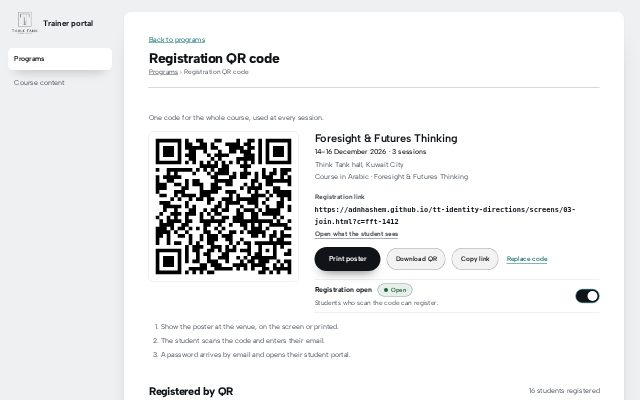 THINK TANK
Trainer portal
Programs
Course content
Back to programs
Registration QR code
Programs › Registration QR code
One code for the whole course, used at every session.
Foresight & Futures Thinking
14–16 December 2026 · 3 sessions
Think Tank hall, Kuwait City
Course in Arabic · Foresight & Futures Thinking
Registration link
https://adnhashem.github.io/tt-identity-directions/screens/03-
join.html?c=fft-1412
Open what the student sees
Print poster
Download QR
Copy link
Replace code
Registration open
Open
Students who scan the code can register.
1. Show the poster at the venue, on the screen or printed.
2. The student scans the code and enters their email.
3. A password arrives by email and opens their student portal.
Registered by QR
16 students registered